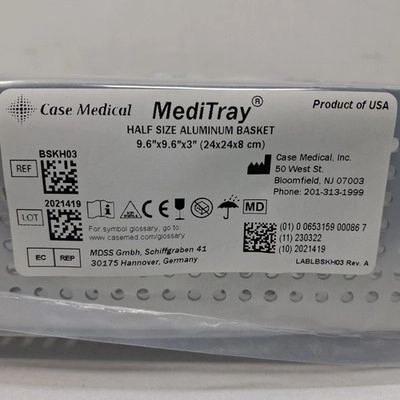 Case Medical
MediTray®
Product of USA
HALF SIZE ALUMINUM BASKET
9.6"x9.6"x3" (24x24x8 cm)
REF
BSKH03
Case Medical, Inc.
50 West St.
Bloomfield, NJ 07003
Phone: 201-313-1999
LOT
2021419
MD
For symbol glossary, go to
www.casemed.com/glossary
(01) 0 0653159 00086 7
(11) 230322
(10) 2021419
EC REP
MDSS Gmbh, Schiffgraben 41
30175 Hannover, Germany
LABLBSKH03 Rev. A